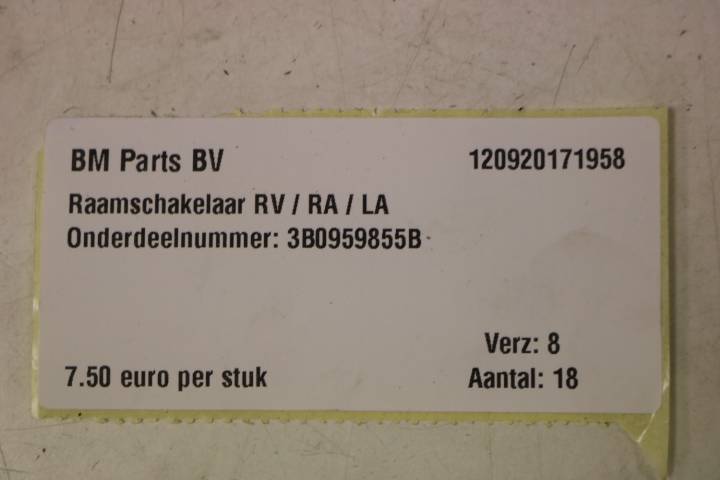 BM Parts BV 120920171958
Raamschakelaar RV / RA / LA
Onderdeelnummer: 3B0959855B
Verz: 8
7.50 euro per stuk Aantal: 18